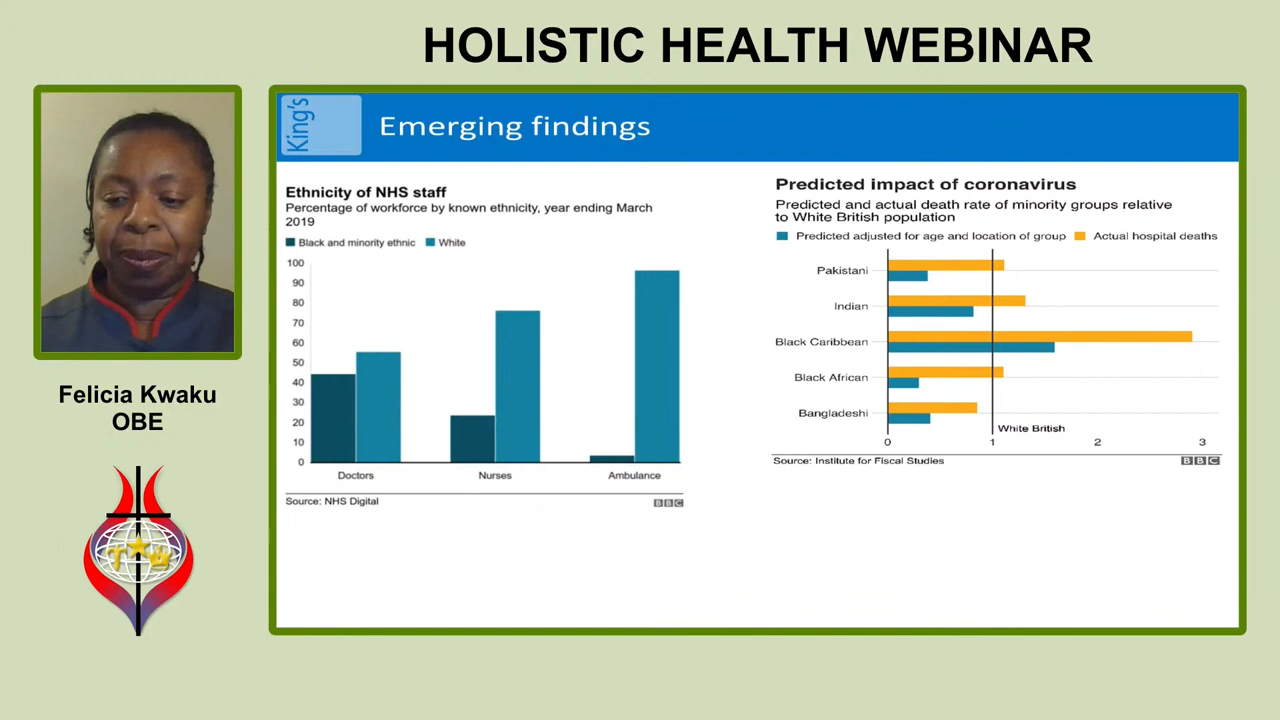 HOLISTIC HEALTH WEBINAR
King's
Emerging findings
Felicia Kwaku
OBE
Ethnicity of NHS staff
Percentage of workforce by known ethnicity, year ending March
2019
Black and minority ethnic White
100
90
80
70
60
50
40
30
20
10
0
Doctors Nurses Ambulance
Source: NHS Digital BBC
Predicted impact of coronavirus
Predicted and actual death rate of minority groups relative
to White British population
Predicted adjusted for age and location of group Actual hospital deaths
Pakistani
Indian
Black Caribbean
Black African
Bangladeshi
White British
0 1 2 3
Source: Institute for Fiscal Studies BBC